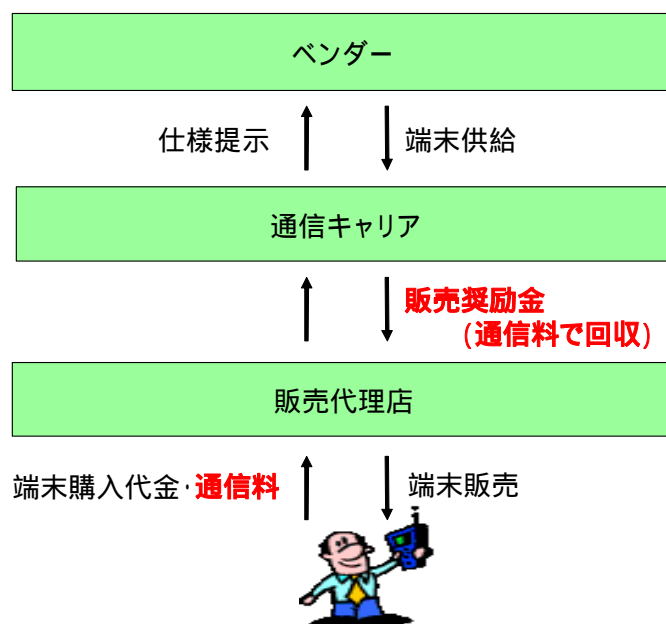 ベンダー
仕様提示
端末供給
通信キャリア
販売奨励金
(通信料で回収)
販売代理店
端末購入代金･通信料
端末販売